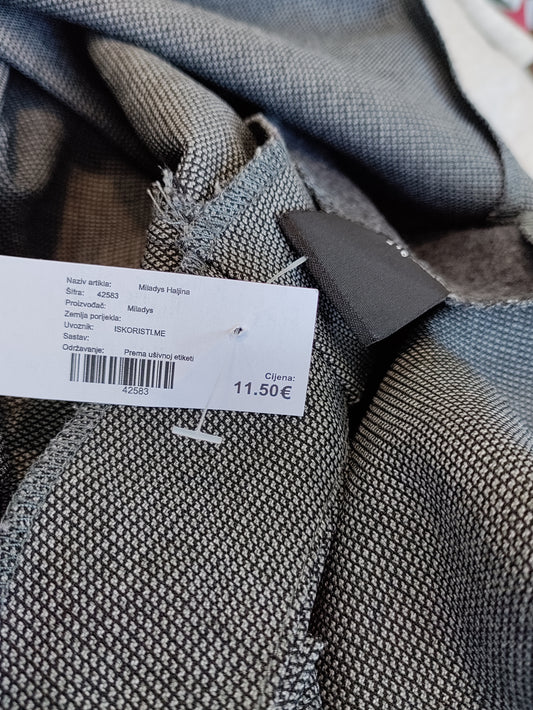 Naziv artikla: Miladys Haljina
Šifra: 42583
Proizvođač: Miladys
Zemlja porijekla:
Uvoznik: ISKORISTI.ME
Sastav:
Održavanje: Prema ušivnoj etiketi
42583
Cijena:
11.50€